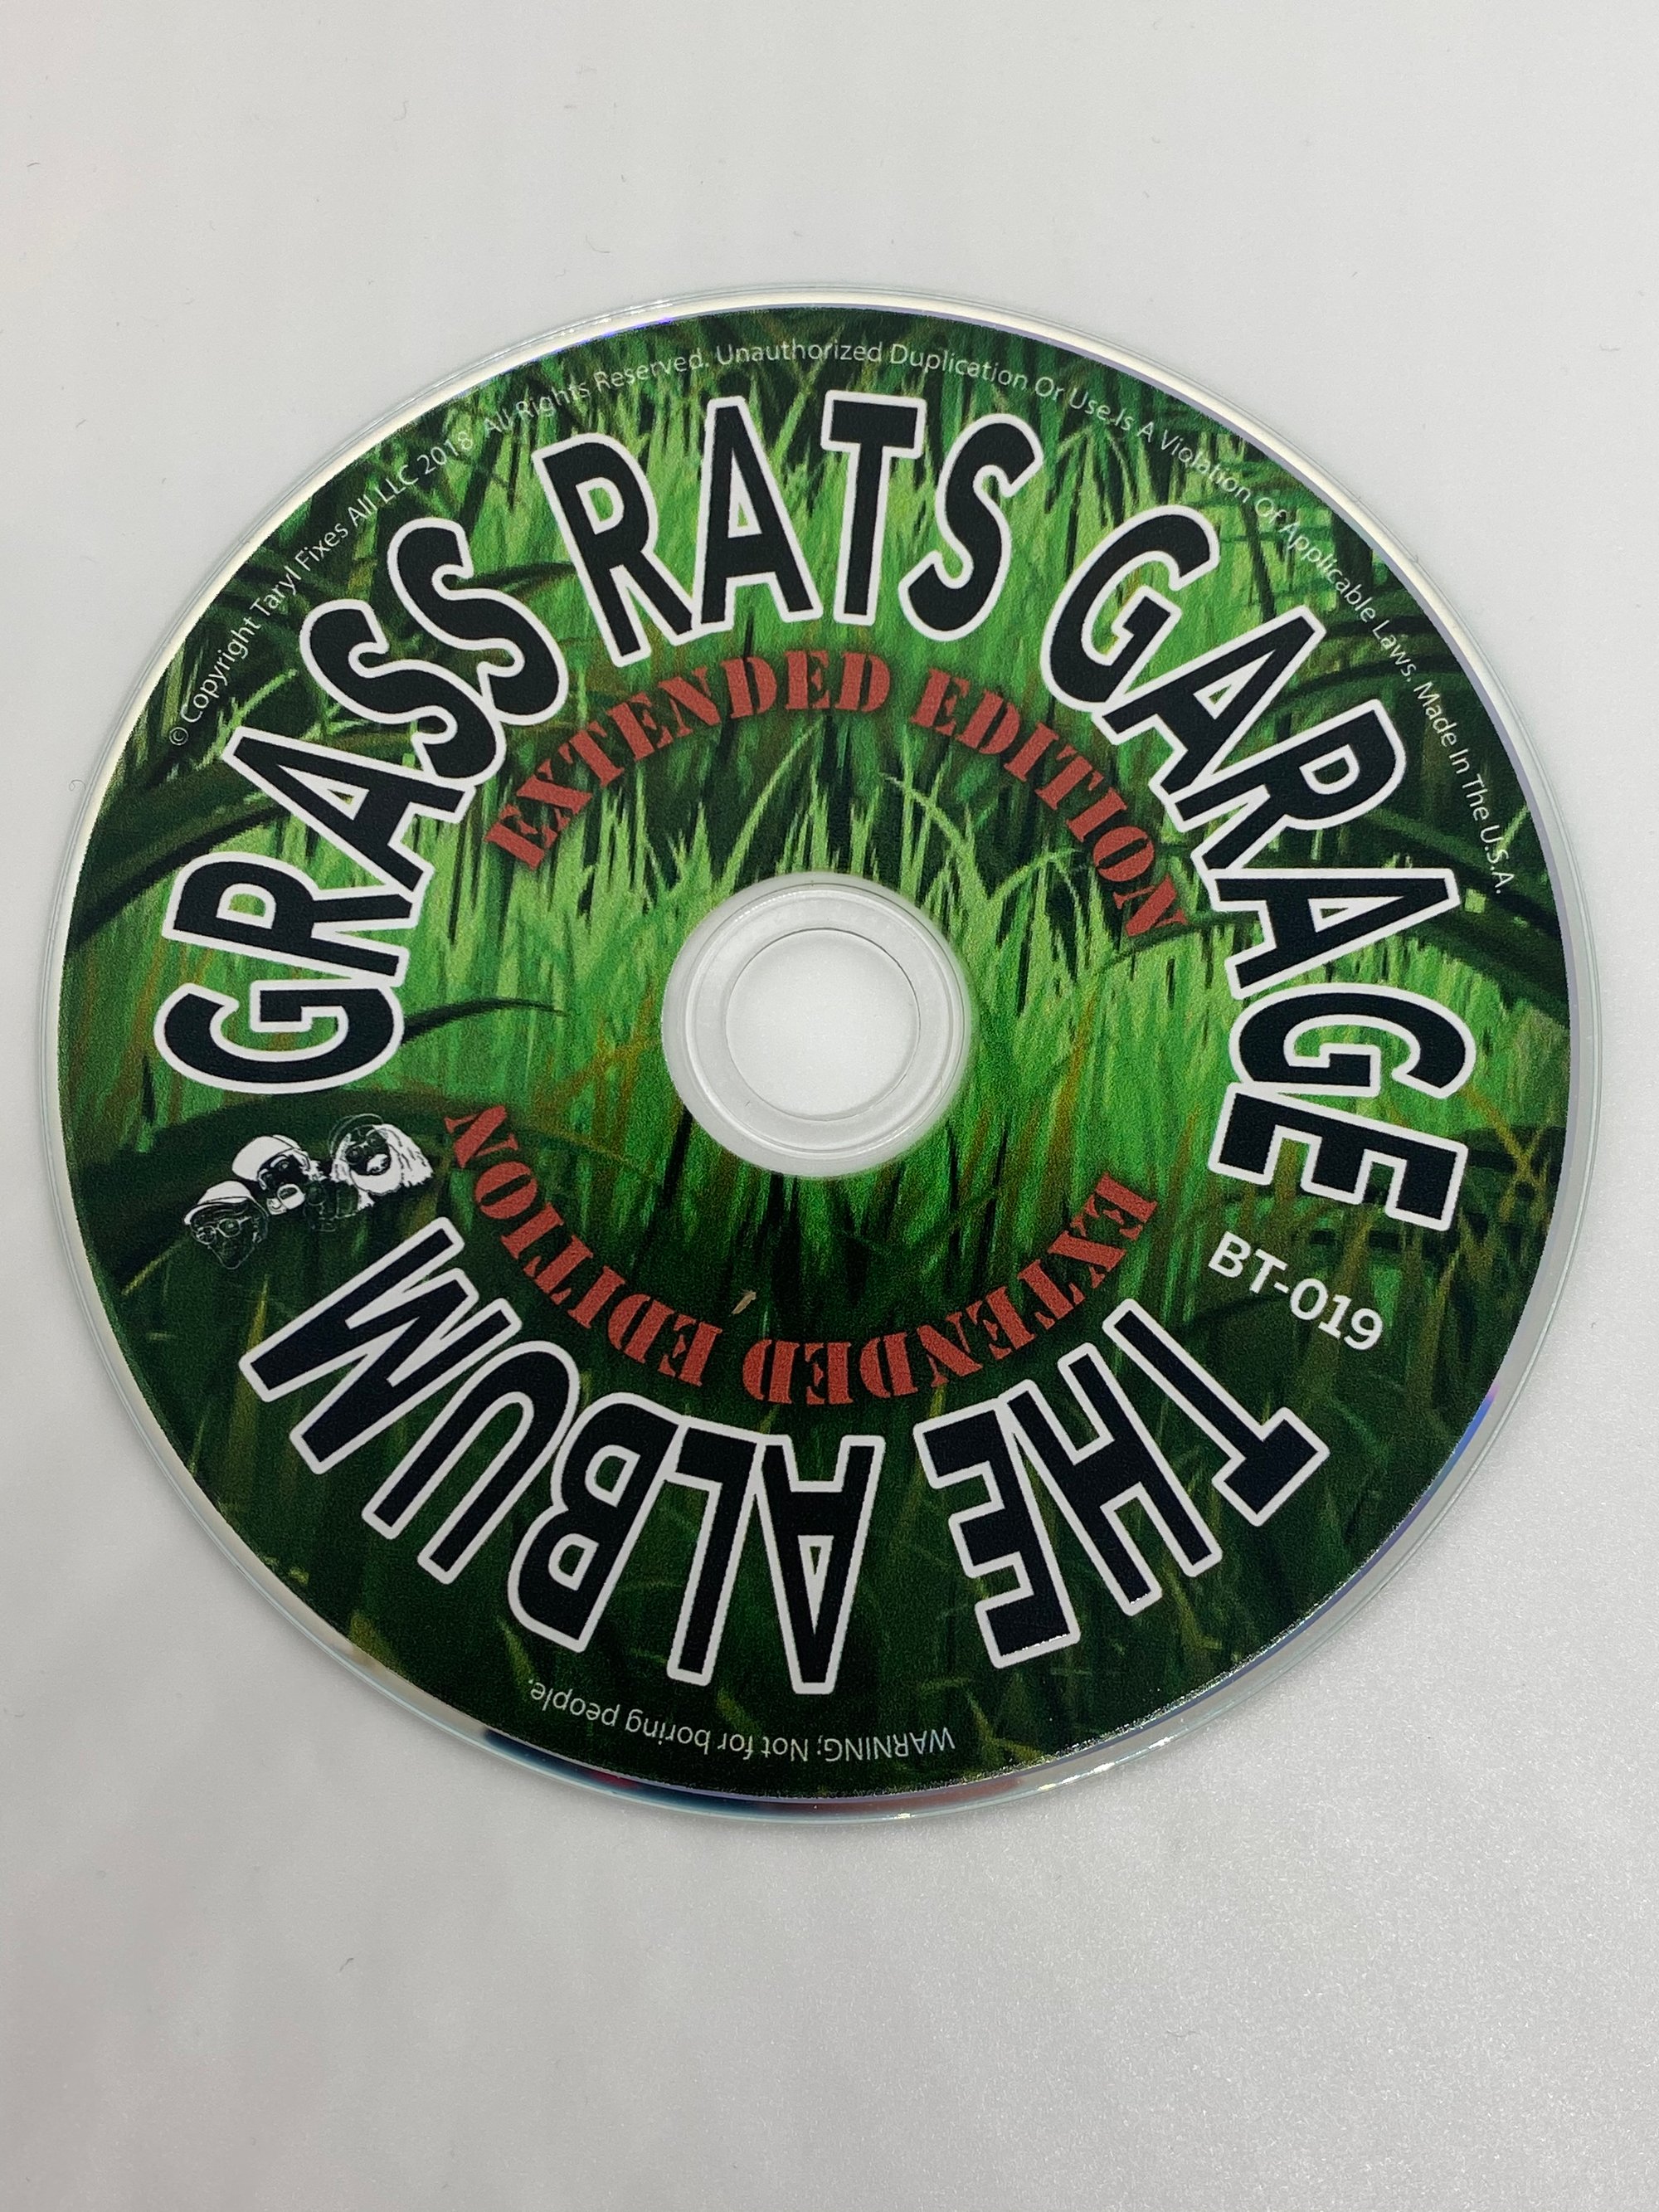 © Copyright Taryl Fixes All LLC 2018 All Rights Reserved. Unauthorized Duplication Or Use Is A Violation Of Applicable Laws. Made In The U.S.A.
GRASS RATS GARAGE
EXTENDED EDITION
BT-019
EXTENDED EDITION
THE ALBUM
WARNING; Not for boring people.